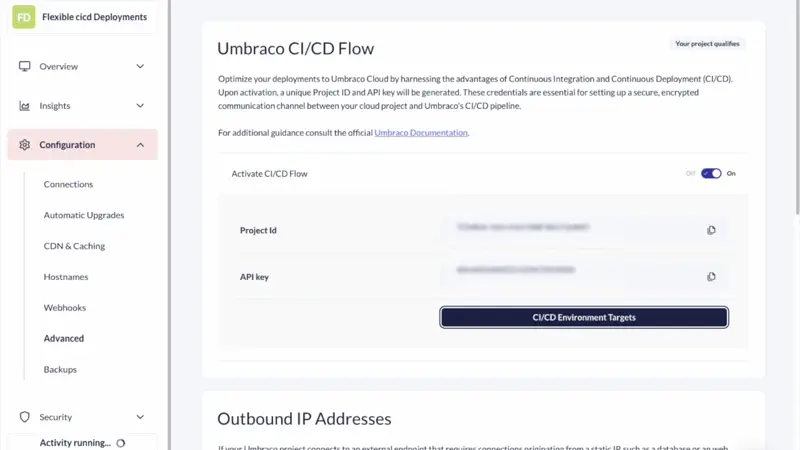 FD Flexible cicd Deployments
Overview
Insights
Configuration
Connections
Automatic Upgrades
CDN & Caching
Hostnames
Webhooks
Advanced
Backups
Security
Activity running...
Umbraco CI/CD Flow
Your project qualifies
Optimize your deployments to Umbraco Cloud by harnessing the advantages of Continuous Integration and Continuous Deployment (CI/CD).
Upon activation, a unique Project ID and API key will be generated. These credentials are essential for setting up a secure, encrypted
communication channel between your cloud project and Umbraco's CI/CD pipeline.
For additional guidance consult the official Umbraco Documentation.
Activate CI/CD Flow
Off On
Project Id
API key
CI/CD Environment Targets
Outbound IP Addresses
If your Umbraco project connects to an external endpoint that requires connections originating from a static IP such as a database or an web